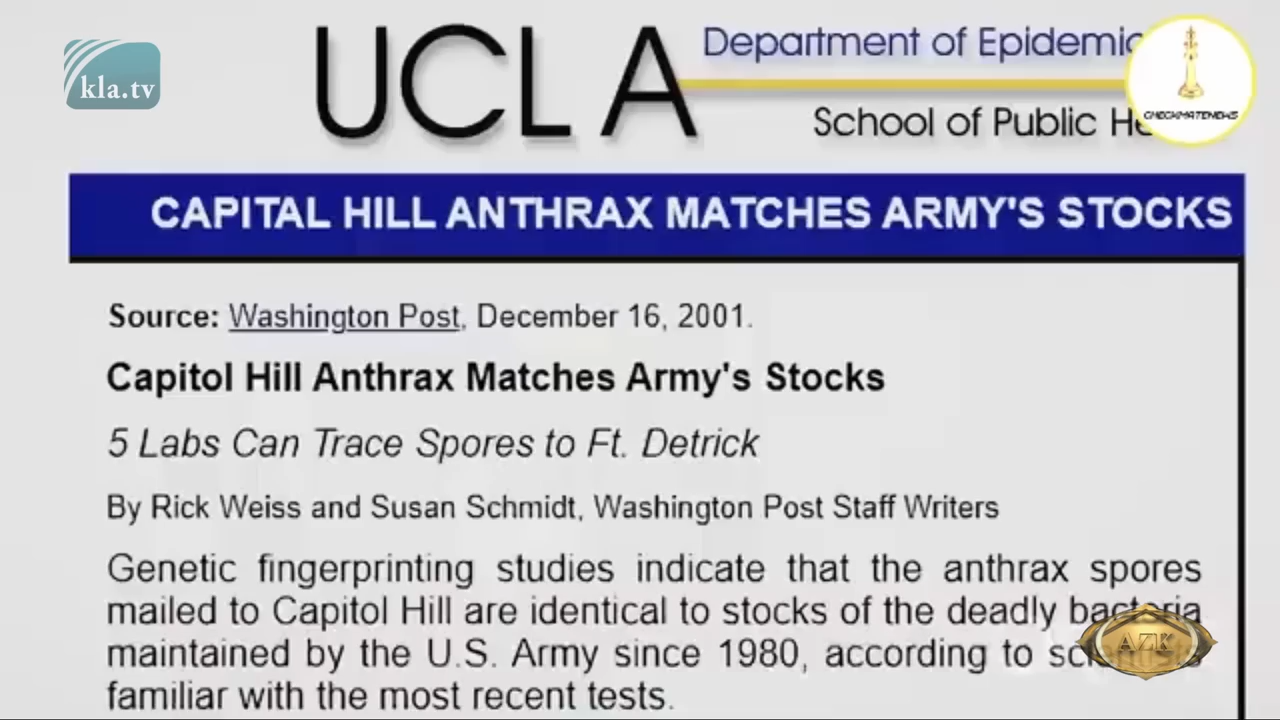 kla.tv
UCLA
Department of Epidemic
School of Public He
CHECKMATENEWS
CAPITAL HILL ANTHRAX MATCHES ARMY'S STOCKS
Source: Washington Post, December 16, 2001.
Capitol Hill Anthrax Matches Army's Stocks
5 Labs Can Trace Spores to Ft. Detrick
By Rick Weiss and Susan Schmidt, Washington Post Staff Writers
Genetic fingerprinting studies indicate that the anthrax spores
mailed to Capitol Hill are identical to stocks of the deadly bacteria
maintained by the U.S. Army since 1980, according to
familiar with the most recent tests.
AZK